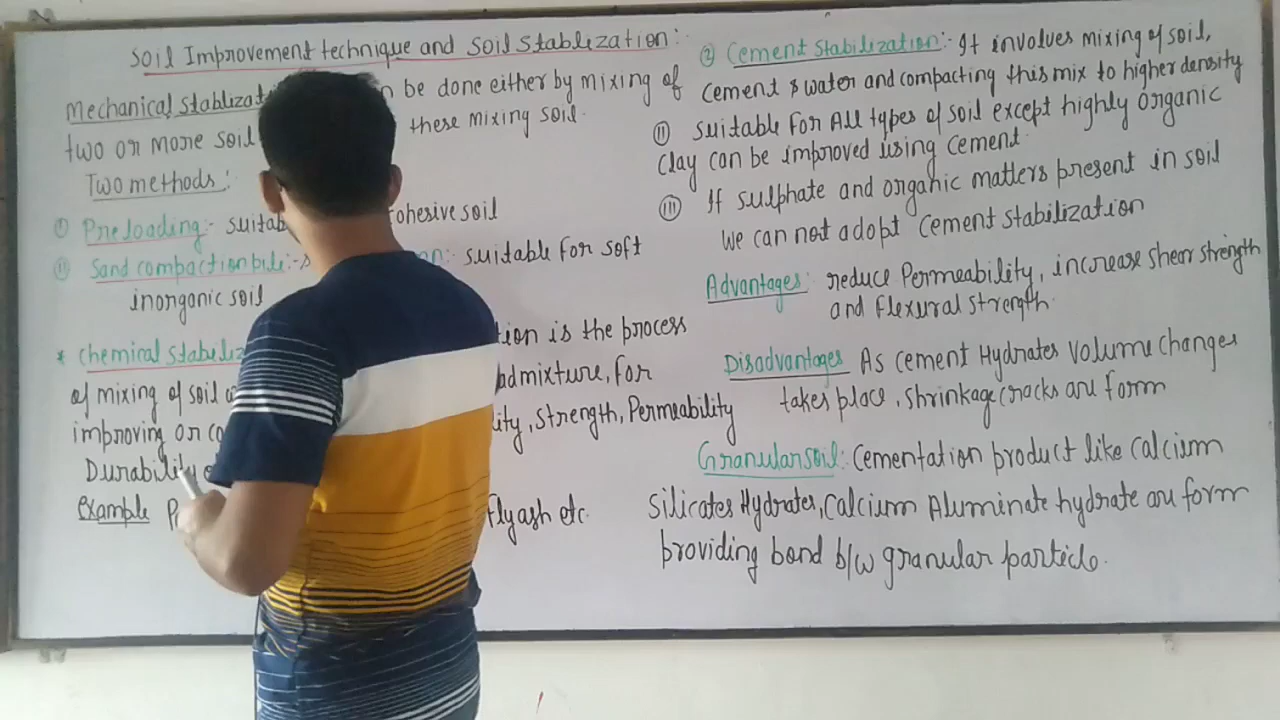 Soil Improvement technique and Soil Stablization:
Mechanical Stablizat be done either by mixing of
two or more soil these mixing soil.
Two methods:
(i) Preloading:- suitab cohesive soil
(ii) Sand compaction pile:- suitable for soft
inorganic soil
* Chemical Stabiliz tion is the process
of mixing of soil admixture, for
improving or co lity, Strength, Permeability
Durability
Example flyash etc.
② Cement Stabilization:- It involves mixing of soil,
Cement & water and compacting this mix to higher density
(ii) Suitable for All types of soil except highly organic
clay can be improved using cement.
(iii) If sulphate and organic matters present in soil
we can not adopt Cement Stabilization
Advantages: reduce Permeability, increase shear strength
and flexural strength.
Disadvantages As cement Hydrates Volume changes
takes place, shrinkage cracks are form
Granular soil: Cementation product like calcium
silicates Hydrates, Calcium Aluminate hydrate are form
providing bond b/w granular particle.